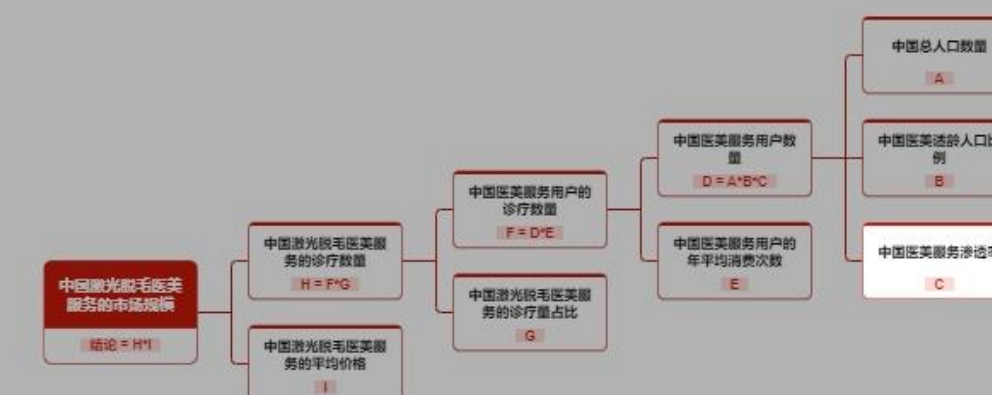 中国总人口数量
A
中国医美服务用户数
量
D = A*B*C
中国医美适龄人口比
例
B
中国医美服务用户的
诊疗数量
F = D*E
中国激光脱毛医美服
务的诊疗数量
H = F*G
中国医美服务用户的
年平均消费次数
E
中国医美服务渗透率
C
中国激光脱毛医美
服务的市场规模
结论 = H*I
中国激光脱毛医美服
务的诊疗量占比
G
中国激光脱毛医美服
务的平均价格
I